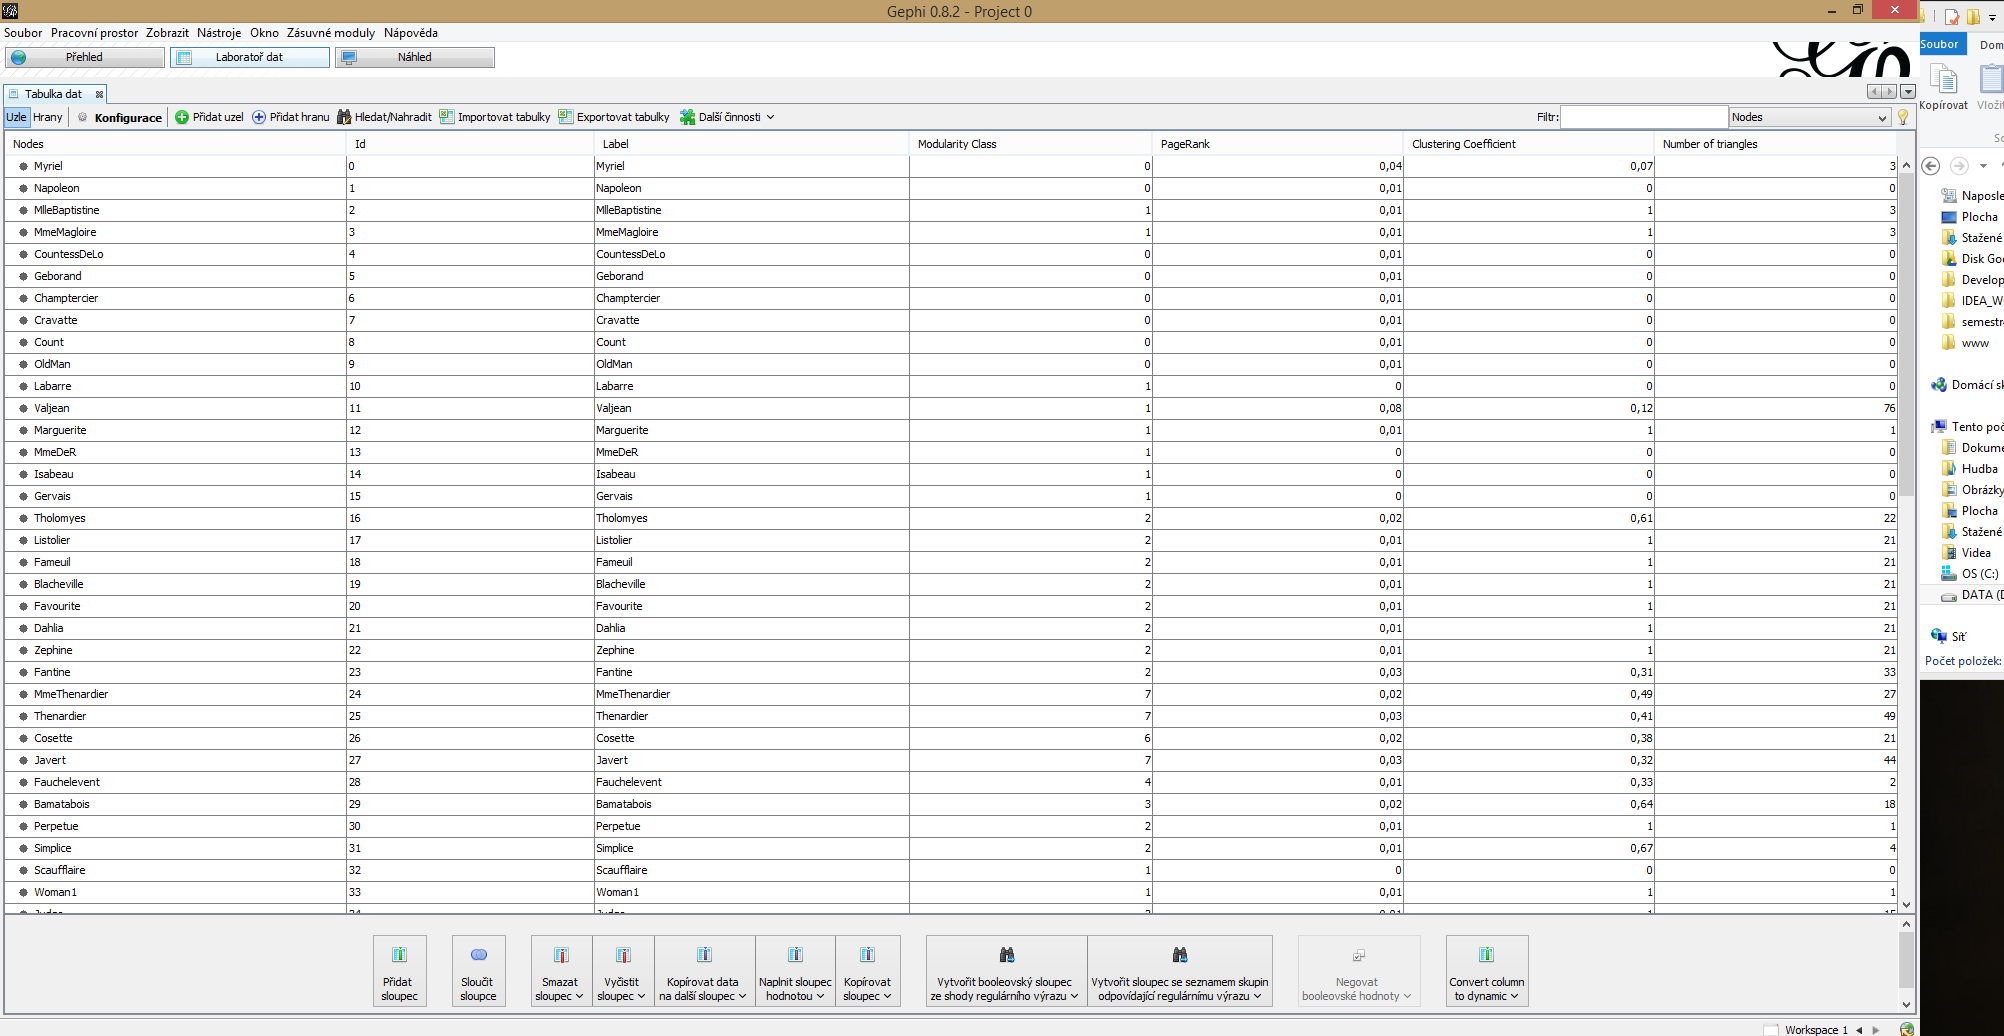 Gephi 0.8.2 - Project 0
Soubor Pracovní prostor Zobrazit Nástroje Okno Zásuvné moduly Nápověda
Přehled Laboratoř dat Náhled
Tabulka dat
Uzle Hrany Konfigurace Přidat uzel Přidat hranu Hledat/Nahradit Importovat tabulky Exportovat tabulky Další činnosti Filtr: Nodes
Nodes Id Label Modularity Class PageRank Clustering Coefficient Number of triangles
Myriel 0 Myriel 0 0,04 0,07 3
Napoleon 1 Napoleon 0 0,01 0 0
MlleBaptistine 2 MlleBaptistine 1 0,01 1 3
MmeMagloire 3 MmeMagloire 1 0,01 1 3
CountessDeLo 4 CountessDeLo 0 0,01 0 0
Geborand 5 Geborand 0 0,01 0 0
Champtercier 6 Champtercier 0 0,01 0 0
Cravatte 7 Cravatte 0 0,01 0 0
Count 8 Count 0 0,01 0 0
OldMan 9 OldMan 0 0,01 0 0
Labarre 10 Labarre 1 0 0 0
Valjean 11 Valjean 1 0,08 0,12 76
Marguerite 12 Marguerite 1 0,01 1 1
MmeDeR 13 MmeDeR 1 0 0 0
Isabeau 14 Isabeau 1 0 0 0
Gervais 15 Gervais 1 0 0 0
Tholomyes 16 Tholomyes 2 0,02 0,61 22
Listolier 17 Listolier 2 0,01 1 21
Fameuil 18 Fameuil 2 0,01 1 21
Blacheville 19 Blacheville 2 0,01 1 21
Favourite 20 Favourite 2 0,01 1 21
Dahlia 21 Dahlia 2 0,01 1 21
Zephine 22 Zephine 2 0,01 1 21
Fantine 23 Fantine 2 0,03 0,31 33
MmeThenardier 24 MmeThenardier 7 0,02 0,49 27
Thenardier 25 Thenardier 7 0,03 0,41 49
Cosette 26 Cosette 6 0,02 0,38 21
Javert 27 Javert 7 0,03 0,32 44
Fauchelevent 28 Fauchelevent 4 0,01 0,33 2
Bamatabois 29 Bamatabois 3 0,02 0,64 18
Perpetue 30 Perpetue 2 0,01 1 1
Simplice 31 Simplice 2 0,01 0,67 4
Scaufflaire 32 Scaufflaire 1 0 0 0
Woman1 33 Woman1 1 0,01 1 1
Přidat sloupec
Sloučit sloupce
Smazat sloupec
Vyčistit sloupec
Kopírovat data na další sloupec
Naplnit sloupec hodnotou
Kopírovat sloupec
Vytvořit booleovský sloupec ze shody regulárního výrazu
Vytvořit sloupec se seznamem skupin odpovídající regulárnímu výrazu
Negovat booleovské hodnoty
Convert column to dynamic
Workspace 1
Soubor Dom
Kopírovat Vloži
Naposle
Plocha
Stažené
Disk Goo
Develop
IDEA_W
semestr
www
Domácí sk
Tento poč
Dokume
Hudba
Obrázky
Plocha
Stažené
Videa
OS (C:)
DATA (D
Síť
Počet položek: